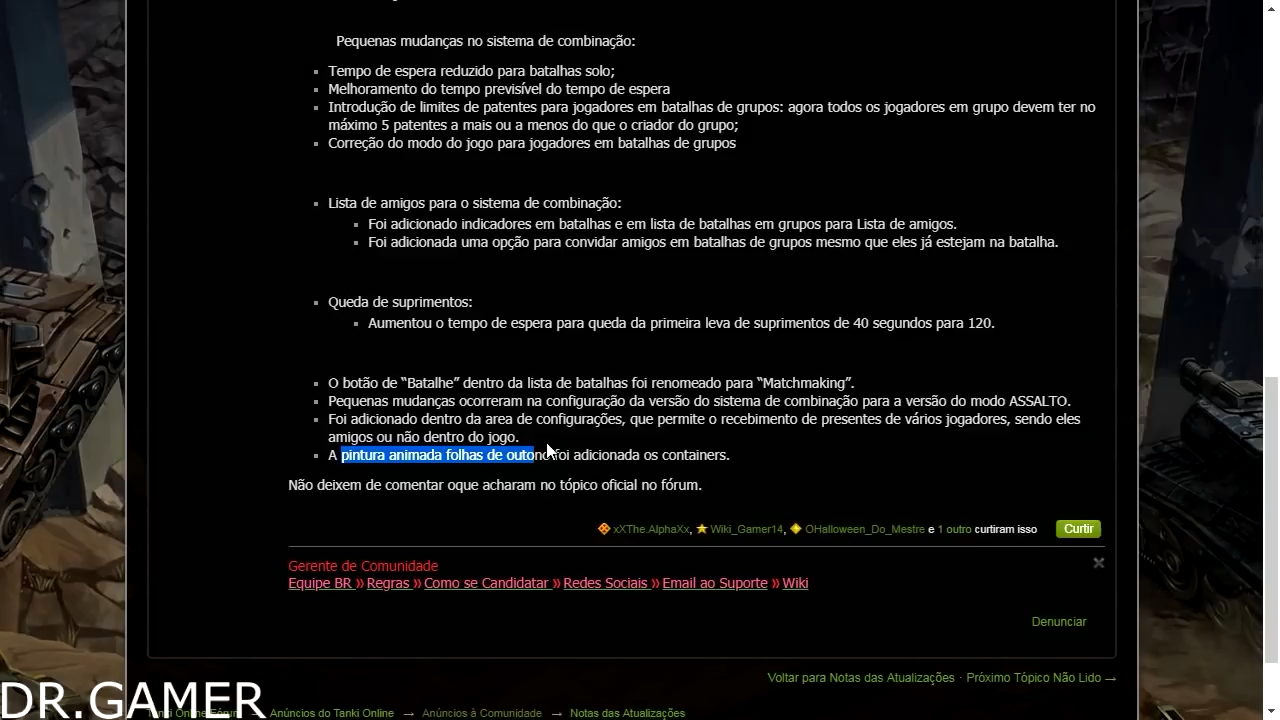 Pequenas mudanças no sistema de combinação:
Tempo de espera reduzido para batalhas solo;
Melhoramento do tempo previsível do tempo de espera
Introdução de limites de patentes para jogadores em batalhas de grupos: agora todos os jogadores em grupo devem ter no
máximo 5 patentes a mais ou a menos do que o criador do grupo;
Correção do modo do jogo para jogadores em batalhas de grupos
Lista de amigos para o sistema de combinação:
Foi adicionado indicadores em batalhas e em lista de batalhas em grupos para Lista de amigos.
Foi adicionada uma opção para convidar amigos em batalhas de grupos mesmo que eles já estejam na batalha.
Queda de suprimentos:
Aumentou o tempo de espera para queda da primeira leva de suprimentos de 40 segundos para 120.
O botão de “Batalhe” dentro da lista de batalhas foi renomeado para “Matchmaking”.
Pequenas mudanças ocorreram na configuração da versão do sistema de combinação para a versão do modo ASSALTO.
Foi adicionado dentro da area de configurações, que permite o recebimento de presentes de vários jogadores, sendo eles
amigos ou não dentro do jogo.
A pintura animada folhas de outono foi adicionada os containers.
Não deixem de comentar oque acharam no tópico oficial no fórum.
xXThe.AlphaXx, Wiki_Gamer14, OHalloween_Do_Mestre e 1 outro curtiram isso Curtir
Gerente de Comunidade
Equipe BR » Regras » Como se Candidatar » Redes Sociais » Email ao Suporte » Wiki
Denunciar
Voltar para Notas das Atualizações · Próximo Tópico Não Lido →
DR.GAMER
Anúncios do Tanki Online → Anúncios à Comunidade → Notas das Atualizações